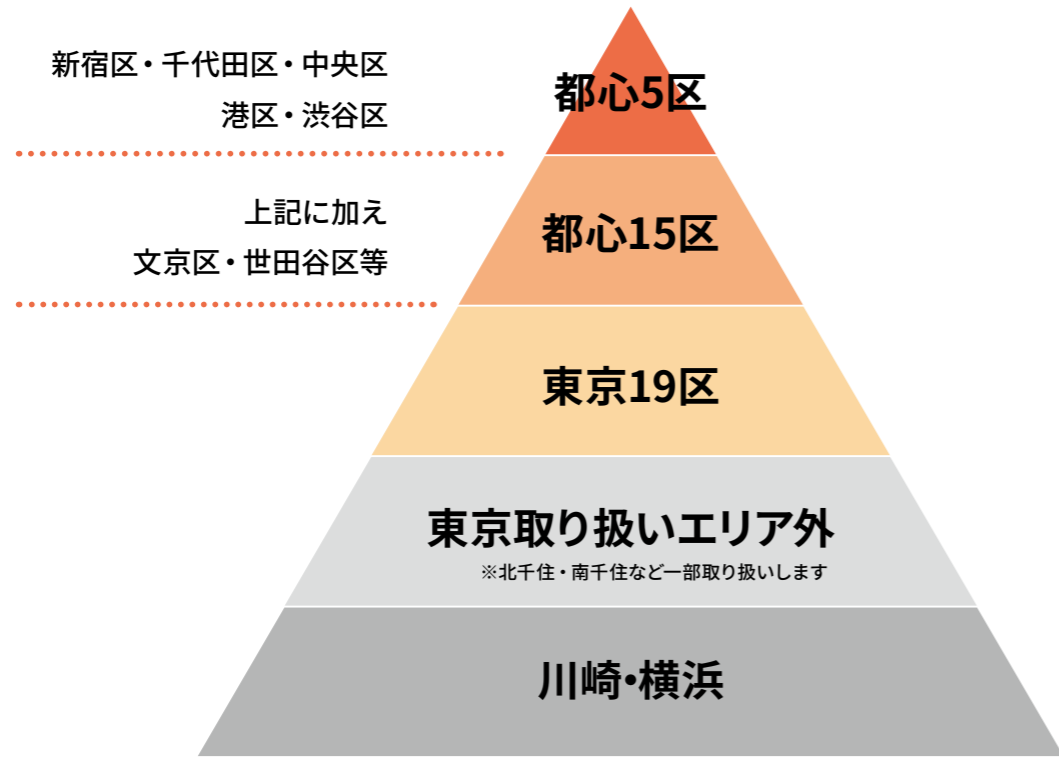 新宿区・千代田区・中央区
港区・渋谷区
都心5区
上記に加え
文京区・世田谷区等
都心15区
東京19区
東京取り扱いエリア外
※北千住・南千住など一部取り扱いします
川崎・横浜